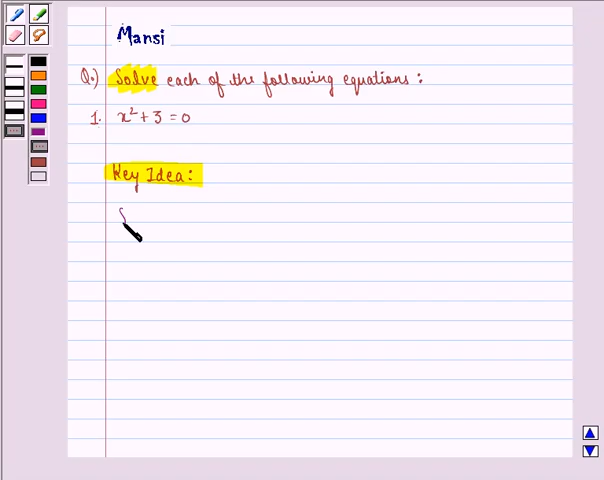 Mansi
Q.) Solve each of the following equations :
1. x² + 3 = 0
Key Idea :